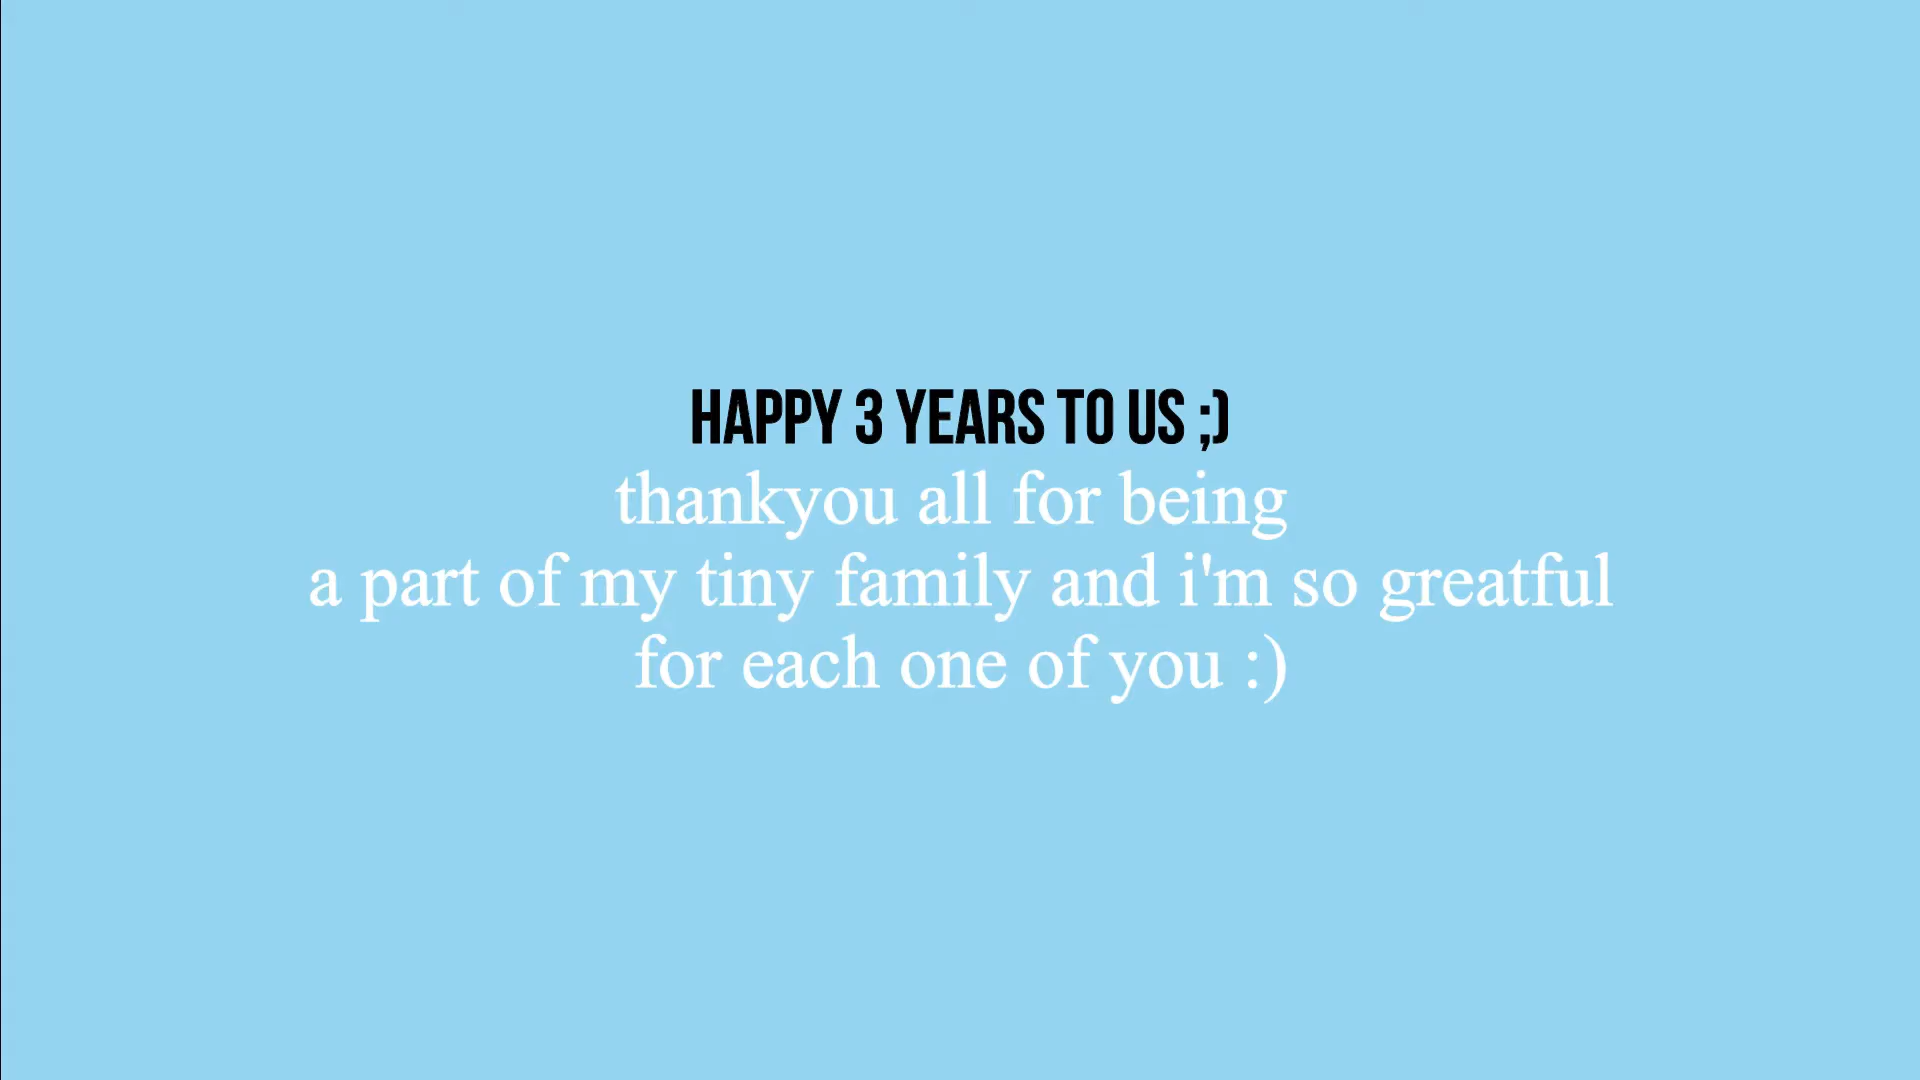 HAPPY 3 YEARS TO US ;)
thankyou all for being
a part of my tiny family and i'm so greatful
for each one of you :)